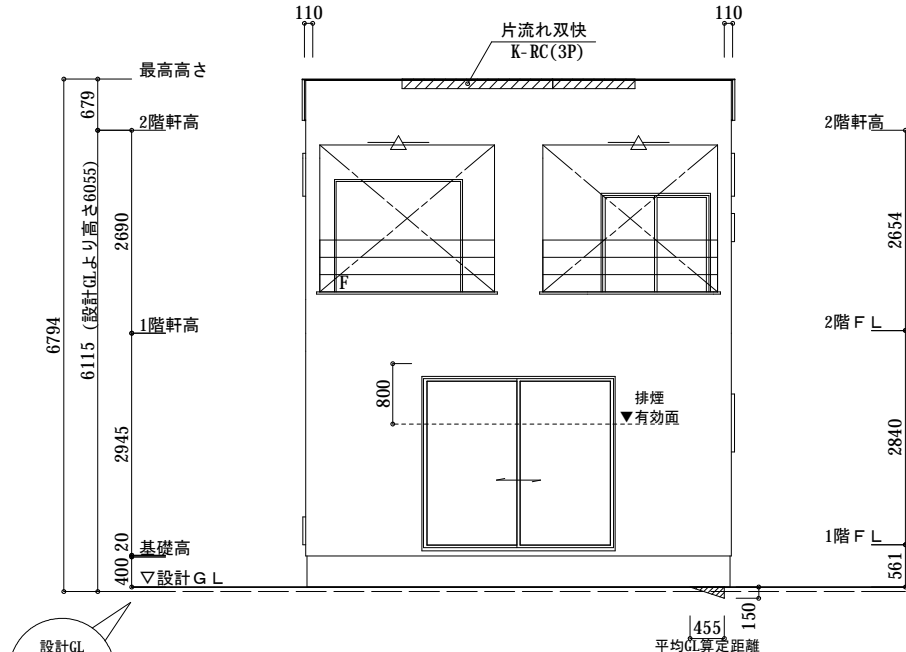 110
110
片流れ双快
K-RC(3P)
最高高さ
679
2階軒高
2階軒高
2690
2654
6794
6115 (設計GLより高さ6055)
F
1階軒高
2階ＦＬ
800
排煙
▼有効面
2945
2840
20
基礎高
1階ＦＬ
400
▽設計ＧＬ
561
150
455
平均GL算定距離
設計GL